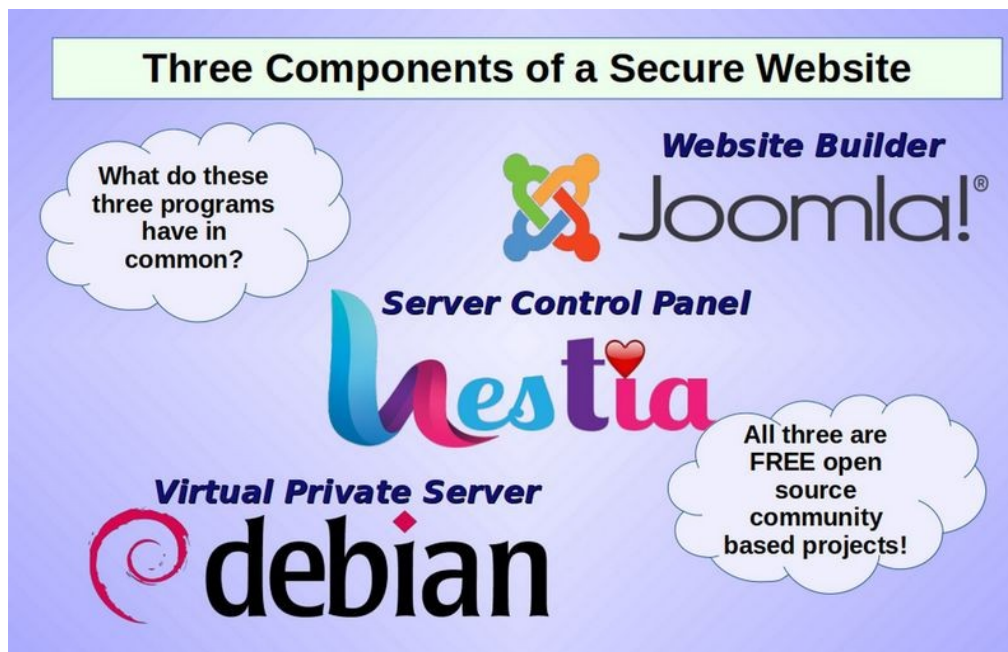 Three Components of a Secure Website
What do these
three programs
have in
common?
Website Builder
Joomla!®
Server Control Panel
hestia
Virtual Private Server
debian
All three are
FREE open
source
community
based projects!